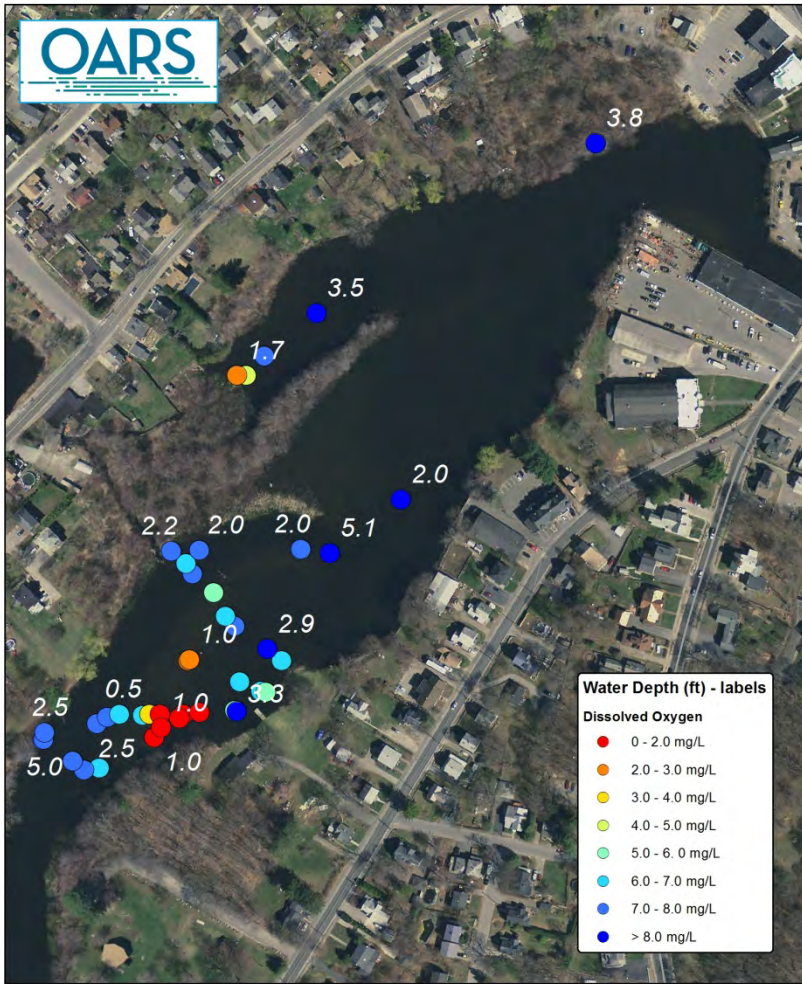 OARS
3.8
3.5
1.7
2.0
2.2
2.0
2.0
5.1
1.0
2.9
2.5
0.5
1.0
3.3
5.0
2.5
1.0
Water Depth (ft) - labels
Dissolved Oxygen
0 - 2.0 mg/L
2.0 - 3.0 mg/L
3.0 - 4.0 mg/L
4.0 - 5.0 mg/L
5.0 - 6. 0 mg/L
6.0 - 7.0 mg/L
7.0 - 8.0 mg/L
> 8.0 mg/L